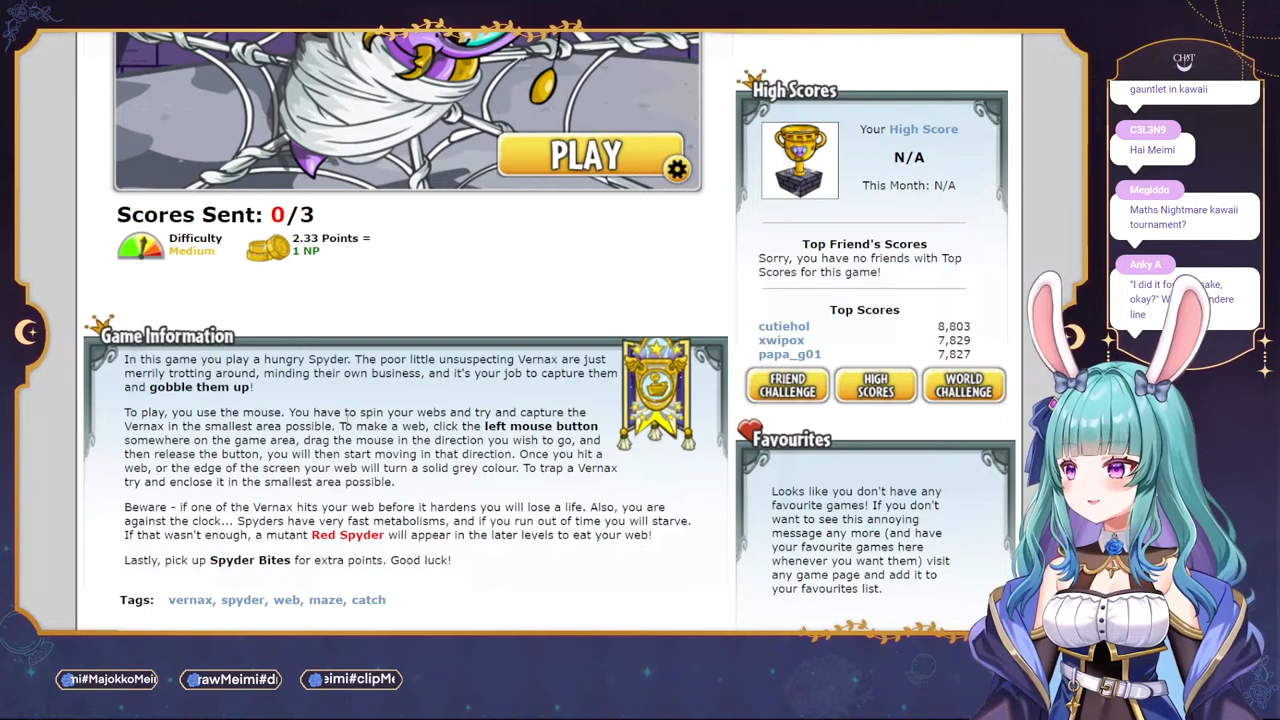 PLAY
Scores Sent: 0/3
Difficulty
Medium
2.33 Points =
1 NP
Game Information
In this game you play a hungry Spyder. The poor little unsuspecting Vernax are just
merrily trotting around, minding their own business, and it's your job to capture them
and gobble them up!
To play, you use the mouse. You have to spin your webs and try and capture the
Vernax in the smallest area possible. To make a web, click the left mouse button
somewhere on the game area, drag the mouse in the direction you wish to go, and
then release the button, you will then start moving in that direction. Once you hit a
web, or the edge of the screen your web will turn a solid grey colour. To trap a Vernax
try and enclose it in the smallest area possible.
Beware - if one of the Vernax hits your web before it hardens you will lose a life. Also, you are
against the clock... Spyders have very fast metabolisms, and if you run out of time you will starve.
If that wasn't enough, a mutant Red Spyder will appear in the later levels to eat your web!
Lastly, pick up Spyder Bites for extra points. Good luck!
Tags: vernax, spyder, web, maze, catch
High Scores
Your High Score
N/A
This Month: N/A
Top Friend's Scores
Sorry, you have no friends with Top
Scores for this game!
Top Scores
cutiehol 8,803
xwipox 7,829
papa_g01 7,827
FRIEND CHALLENGE
HIGH SCORES
WORLD CHALLENGE
Favourites
Looks like you don't have any
favourite games! If you don't
want to see this annoying
message any more (and have
your favourite games here
whenever you want them) visit
any game page and add it to
your favourites list.
CHAT
gauntlet in kawaii
C3L3N9
Hai Meimi
Megiddo
Maths Nightmare kawaii
tournament?
Anky A
"I did it
okay?"
line